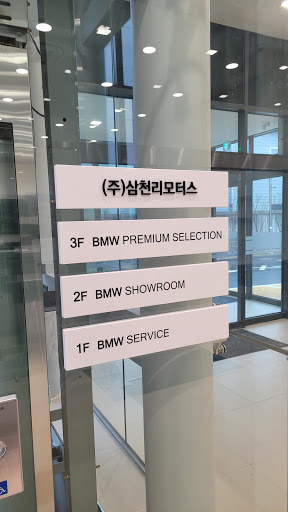 (주)삼천리모터스
3F BMW PREMIUM SELECTION
2F BMW SHOWROOM
1F BMW SERVICE